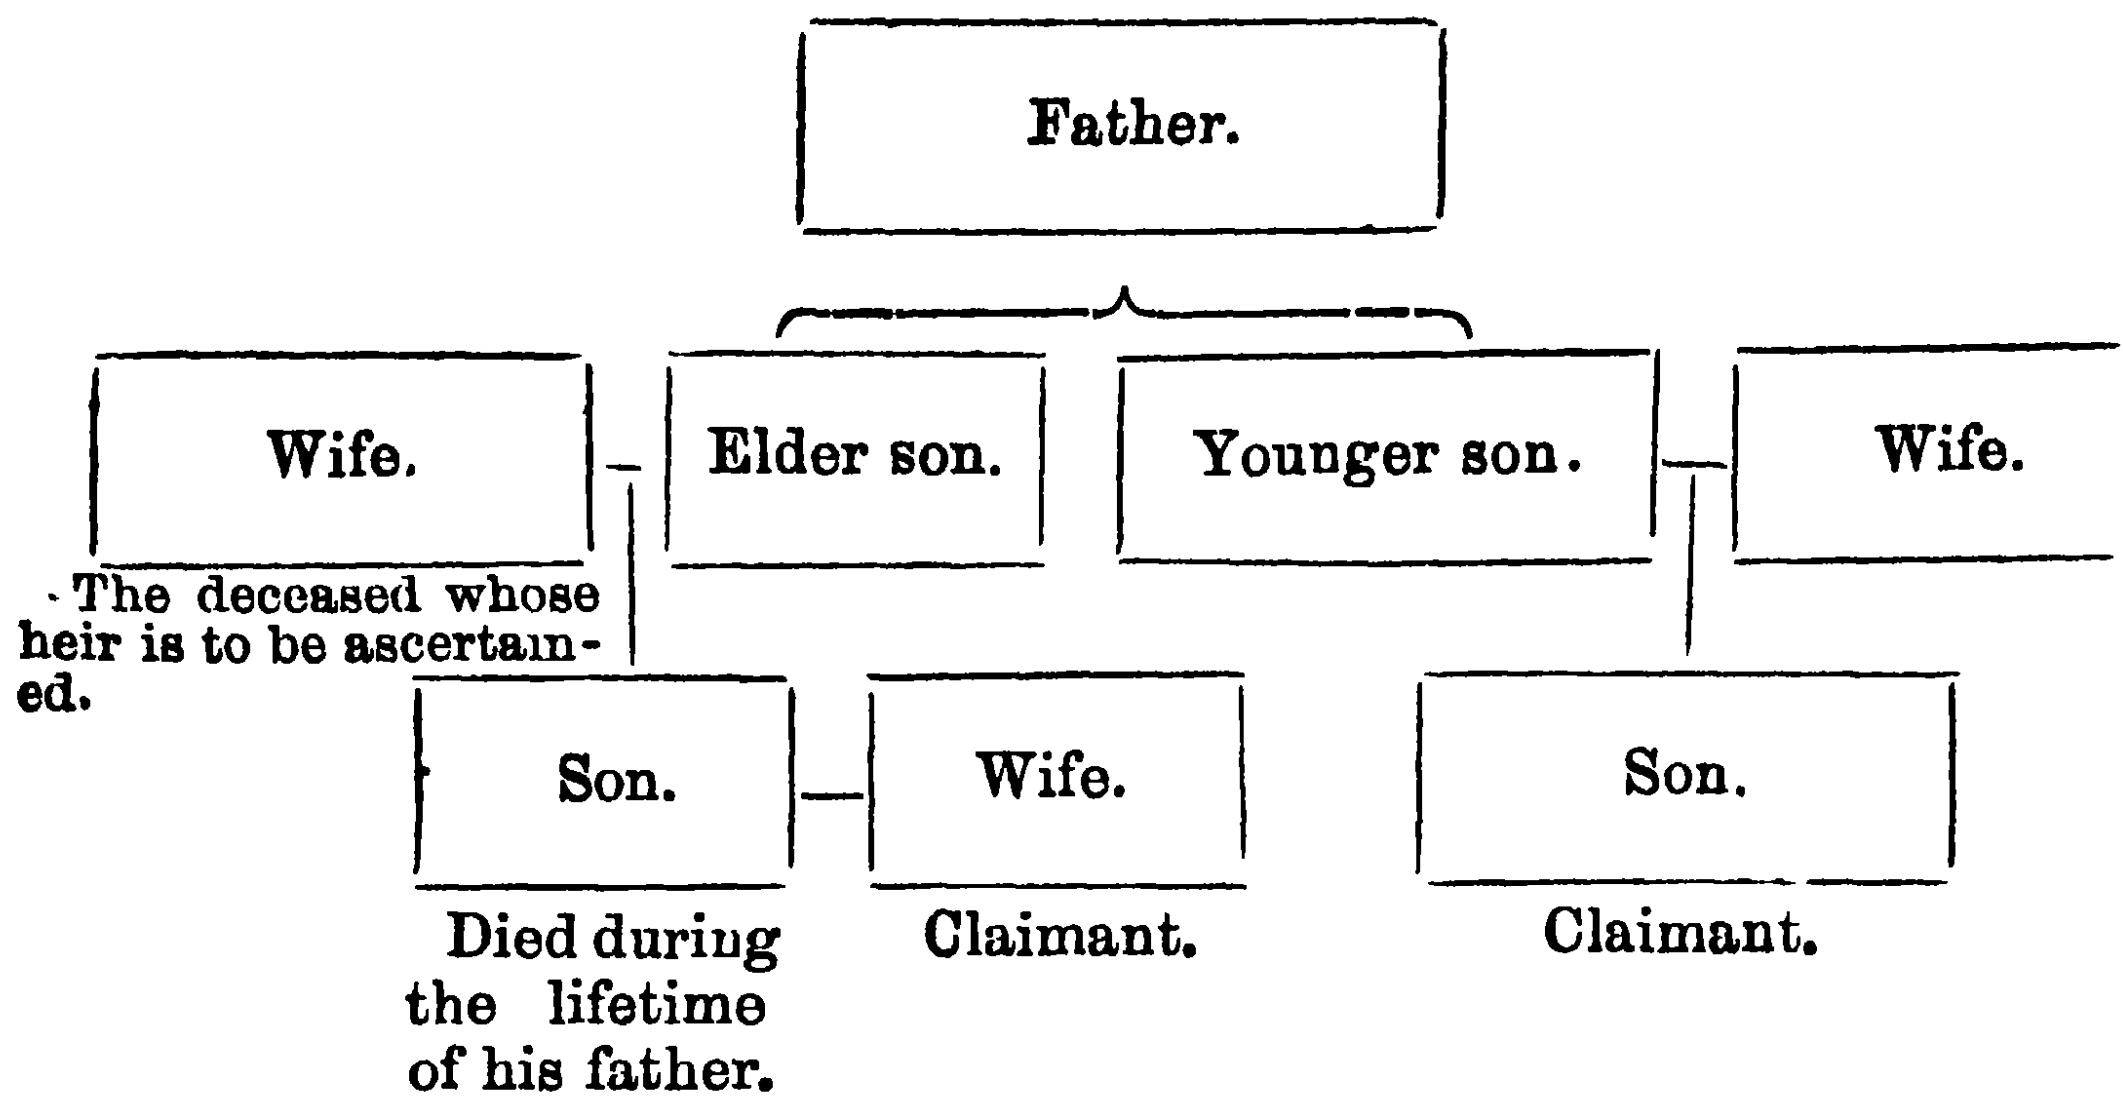 Father.
Wife.
Elder son.
Younger son.
Wife.
The deceased whose
heir is to be ascertain-
ed.
Son.
Wife.
Son.
Died during
the lifetime
of his father.
Claimant.
Claimant.